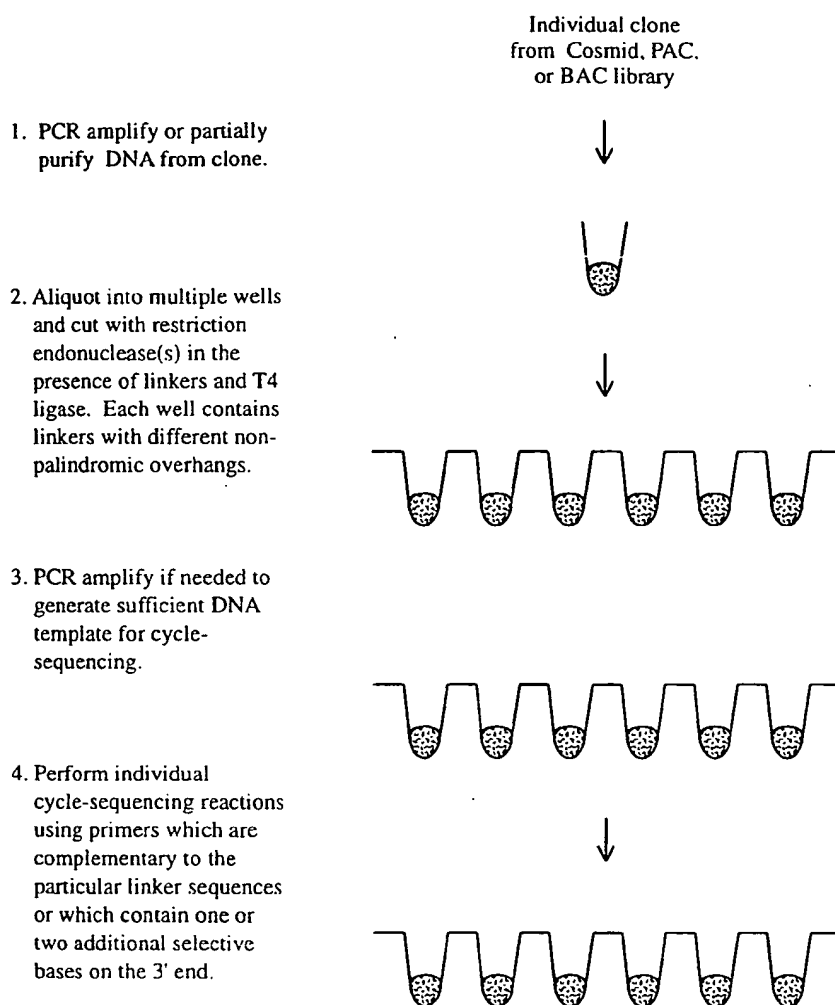 Individual clone
from Cosmid, PAC,
or BAC library
1. PCR amplify or partially
purify DNA from clone.
2. Aliquot into multiple wells
and cut with restriction
endonuclease(s) in the
presence of linkers and T4
ligase. Each well contains
linkers with different non-
palindromic overhangs.
3. PCR amplify if needed to
generate sufficient DNA
template for cycle-
sequencing.
4. Perform individual
cycle-sequencing reactions
using primers which are
complementary to the
particular linker sequences
or which contain one or
two additional selective
bases on the 3' end.